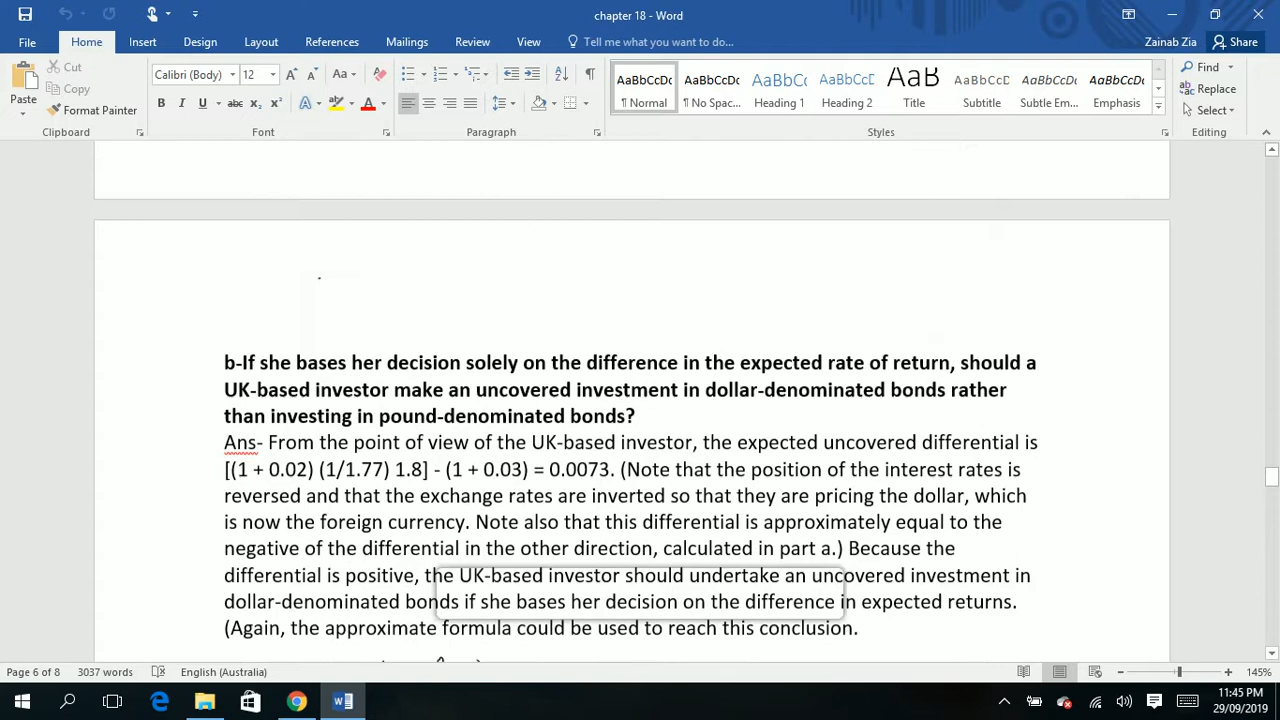 chapter 18 - Word
File Home Insert Design Layout References Mailings Review View Tell me what you want to do... Zainab Zia Share
Paste Cut Copy Format Painter
Calibri (Body) 12
AaBbCcDc AaBbCcDc AaBbCc AaBbCcD AaB AaBbCcD AaBbCcDc AaBbCcDc
¶ Normal ¶ No Spac... Heading 1 Heading 2 Title Subtitle Subtle Em... Emphasis
Find Replace Select
Clipboard Font Paragraph Styles Editing
b-If she bases her decision solely on the difference in the expected rate of return, should a
UK-based investor make an uncovered investment in dollar-denominated bonds rather
than investing in pound-denominated bonds?
Ans- From the point of view of the UK-based investor, the expected uncovered differential is
[(1 + 0.02) (1/1.77) 1.8] - (1 + 0.03) = 0.0073. (Note that the position of the interest rates is
reversed and that the exchange rates are inverted so that they are pricing the dollar, which
is now the foreign currency. Note also that this differential is approximately equal to the
negative of the differential in the other direction, calculated in part a.) Because the
differential is positive, the UK-based investor should undertake an uncovered investment in
dollar-denominated bonds if she bases her decision on the difference in expected returns.
(Again, the approximate formula could be used to reach this conclusion.
Page 6 of 8 3037 words English (Australia) 145%
11:45 PM
29/09/2019